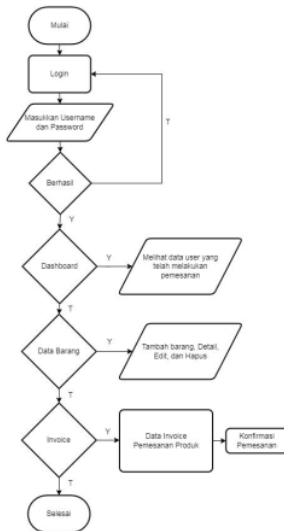 Mulai
Login
T
Masukkan Username
dan Password
Berhasil
Y
Dashboard
Y
Melihat data user yang
telah melakukan
pemesanan
T
Data Barang
Y
Tambah barang, Detail,
Edit, dan Hapus
T
Invoice
Y
Data Invoice
Pemesanan Produk
Konfirmasi
Pemesanan
T
Selesai